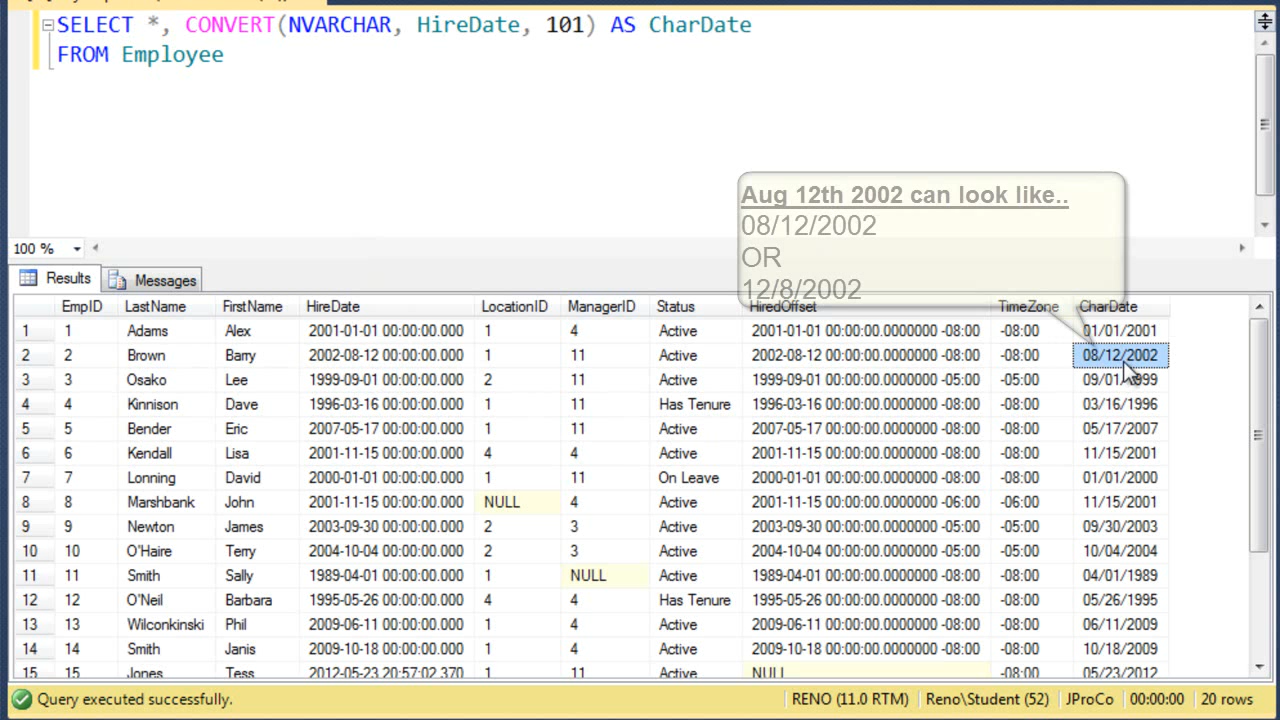 SELECT *, CONVERT(NVARCHAR, HireDate, 101) AS CharDate
FROM Employee
Aug 12th 2002 can look like..
08/12/2002
OR
12/8/2002
100 %
Results Messages
EmpID LastName FirstName HireDate LocationID ManagerID Status HiredOffset TimeZone CharDate
1 1 Adams Alex 2001-01-01 00:00:00.000 1 4 Active 2001-01-01 00:00:00.0000000 -08:00 -08:00 01/01/2001
2 2 Brown Barry 2002-08-12 00:00:00.000 1 11 Active 2002-08-12 00:00:00.0000000 -08:00 -08:00 08/12/2002
3 3 Osako Lee 1999-09-01 00:00:00.000 2 11 Active 1999-09-01 00:00:00.0000000 -05:00 -05:00 09/01/1999
4 4 Kinnison Dave 1996-03-16 00:00:00.000 1 11 Has Tenure 1996-03-16 00:00:00.0000000 -08:00 -08:00 03/16/1996
5 5 Bender Eric 2007-05-17 00:00:00.000 1 11 Active 2007-05-17 00:00:00.0000000 -08:00 -08:00 05/17/2007
6 6 Kendall Lisa 2001-11-15 00:00:00.000 4 4 Active 2001-11-15 00:00:00.0000000 -08:00 -08:00 11/15/2001
7 7 Lonning David 2000-01-01 00:00:00.000 1 11 On Leave 2000-01-01 00:00:00.0000000 -08:00 -08:00 01/01/2000
8 8 Marshbank John 2001-11-15 00:00:00.000 NULL 4 Active 2001-11-15 00:00:00.0000000 -06:00 -06:00 11/15/2001
9 9 Newton James 2003-09-30 00:00:00.000 2 3 Active 2003-09-30 00:00:00.0000000 -05:00 -05:00 09/30/2003
10 10 O'Haire Terry 2004-10-04 00:00:00.000 2 3 Active 2004-10-04 00:00:00.0000000 -05:00 -05:00 10/04/2004
11 11 Smith Sally 1989-04-01 00:00:00.000 1 NULL Active 1989-04-01 00:00:00.0000000 -08:00 -08:00 04/01/1989
12 12 O'Neil Barbara 1995-05-26 00:00:00.000 4 4 Has Tenure 1995-05-26 00:00:00.0000000 -08:00 -08:00 05/26/1995
13 13 Wilconkinski Phil 2009-06-11 00:00:00.000 1 4 Active 2009-06-11 00:00:00.0000000 -08:00 -08:00 06/11/2009
14 14 Smith Janis 2009-10-18 00:00:00.000 1 4 Active 2009-10-18 00:00:00.0000000 -08:00 -08:00 10/18/2009
15 15 Jones Tess 2012-05-23 20:57:02.370 1 11 Active NULL -08:00 05/23/2012
Query executed successfully. RENO (11.0 RTM) Reno\Student (52) JProCo 00:00:00 20 rows